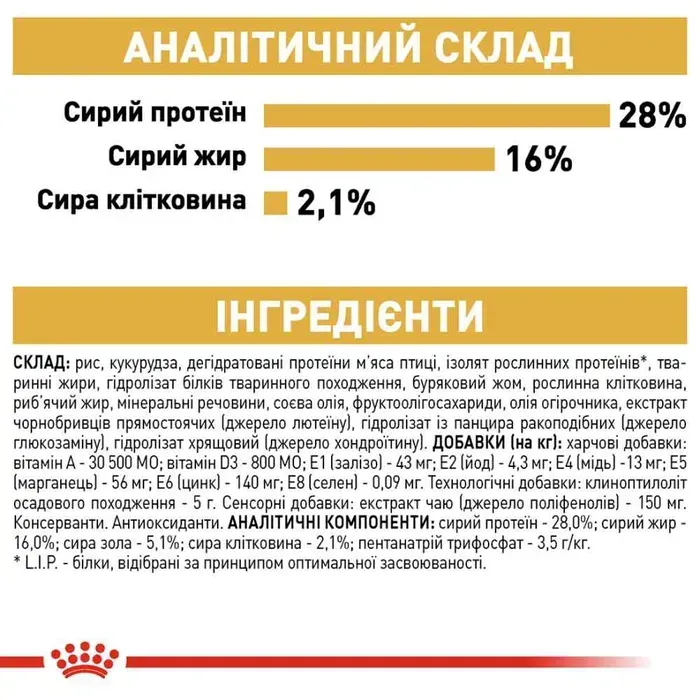 АНАЛІТИЧНИЙ СКЛАД
Сирий протеїн 28%
Сирий жир 16%
Сира клітковина 2,1%
ІНГРЕДІЄНТИ
СКЛАД: рис, кукурудза, дегідратовані протеїни м'яса птиці, ізолят рослинних протеїнів*, тва-
ринні жири, гідролізат білків тваринного походження, буряковий жом, рослинна клітковина,
риб'ячий жир, мінеральні речовини, соєва олія, фруктоолігосахариди, олія огірочника, екстракт
чорнобривців прямостоячих (джерело лютеїну), гідролізат із панцира ракоподібних (джерело
глюкозаміну), гідролізат хрящовий (джерело хондроїтину). ДОБАВКИ (на кг): харчові добавки:
вітамін А - 30 500 МО; вітамін D3 - 800 МО; Е1 (залізо) - 43 мг; Е2 (йод) - 4,3 мг; Е4 (мідь) -13 мг; Е5
(марганець) - 56 мг; Е6 (цинк) - 140 мг; Е8 (селен) - 0,09 мг. Технологічні добавки: клиноптилоліт
осадового походження - 5 г. Сенсорні добавки: екстракт чаю (джерело поліфенолів) - 150 мг.
Консерванти. Антиоксиданти. АНАЛІТИЧНІ КОМПОНЕНТИ: сирий протеїн - 28,0%; сирий жир -
16,0%; сира зола - 5,1%; сира клітковина - 2,1%; пентанатрій трифосфат - 3,5 г/кг.
* L.I.P. - білки, відібрані за принципом оптимальної засвоюваності.